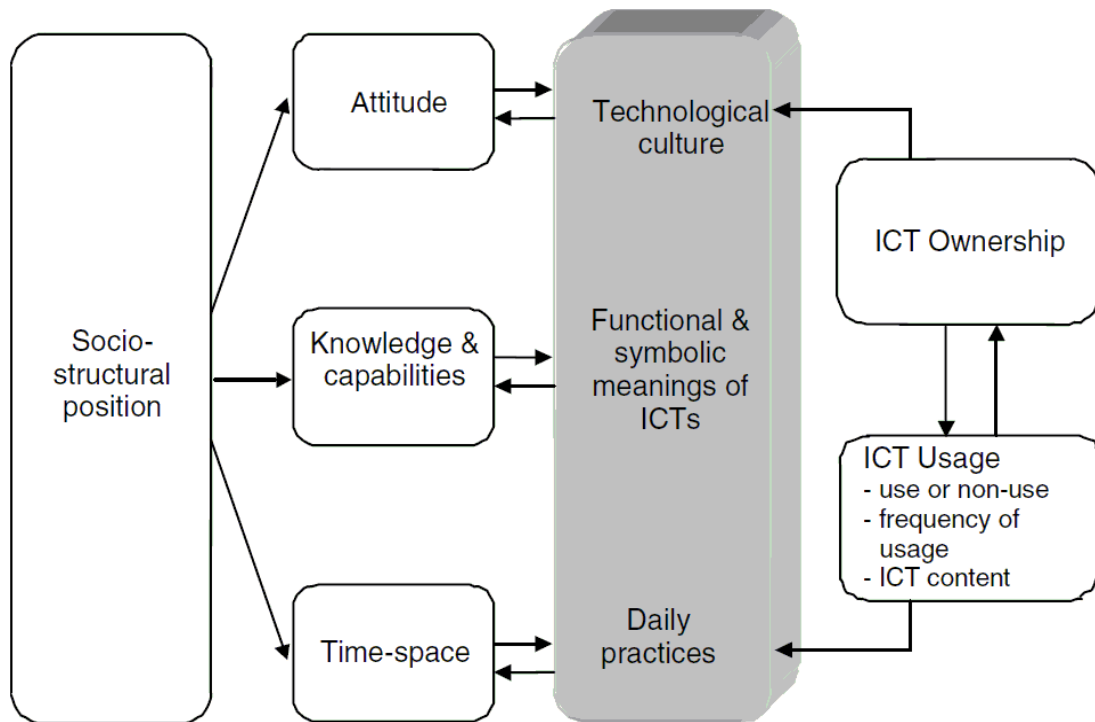 Socio-
structural
position
Attitude
Knowledge &
capabilities
Time-space
Technological
culture
Functional &
symbolic
meanings of
ICTs
Daily
practices
ICT Ownership
ICT Usage
- use or non-use
- frequency of
usage
- ICT content